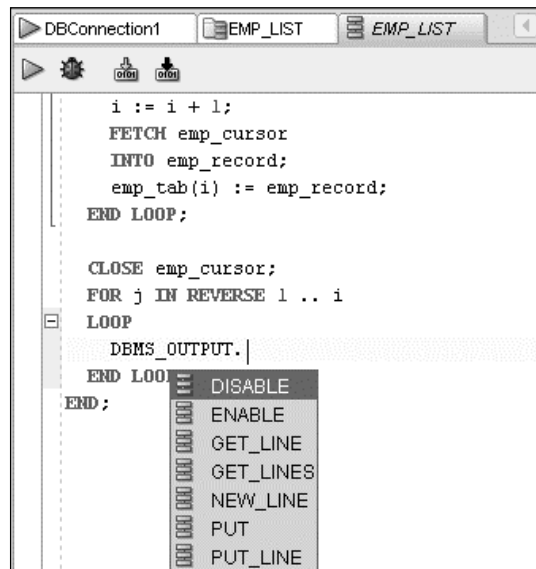 DBConnection1 EMP_LIST EMP_LIST
i := i + 1;
FETCH emp_cursor
INTO emp_record;
emp_tab(i) := emp_record;
END LOOP;
CLOSE emp_cursor;
FOR j IN REVERSE 1 .. i
LOOP
DBMS_OUTPUT.
END LOOP
END;
DISABLE
ENABLE
GET_LINE
GET_LINES
NEW_LINE
PUT
PUT_LINE